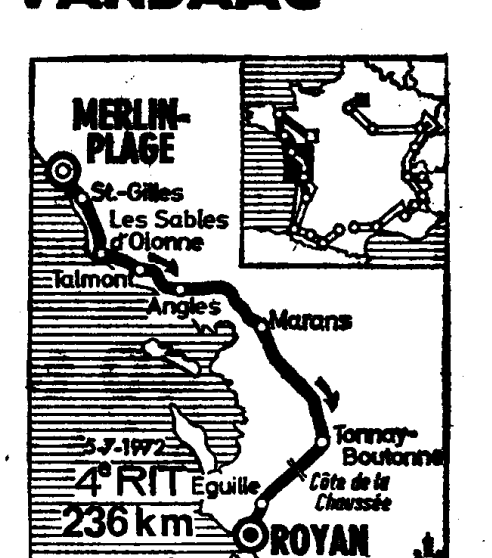 MERLIN-
PLAGE
St.-Gilles
Les Sables
d'Olonne
Talmont
Angles
Marans
5-7-1972
4e RIT
236 km
Tonnay-
Boutonne
Côte de la
Chaussée
Eguille
ROYAN